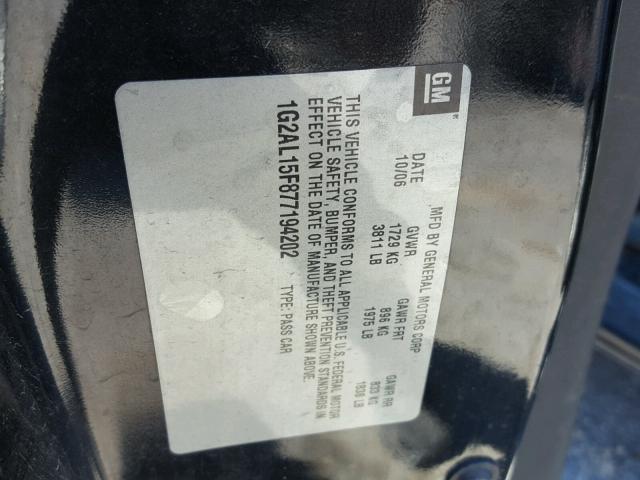 GM
®
MFD BY GENERAL MOTORS CORP
DATE GVWR GAWR FRT GAWR RR
10/06 1729 KG 896 KG 833 KG
3811 LB 1975 LB 1836 LB
THIS VEHICLE CONFORMS TO ALL APPLICABLE U.S. FEDERAL MOTOR
VEHICLE SAFETY, BUMPER, AND THEFT PREVENTION STANDARDS IN
EFFECT ON THE DATE OF MANUFACTURE SHOWN ABOVE.
1G2AL15F877194202 TYPE: PASS CAR